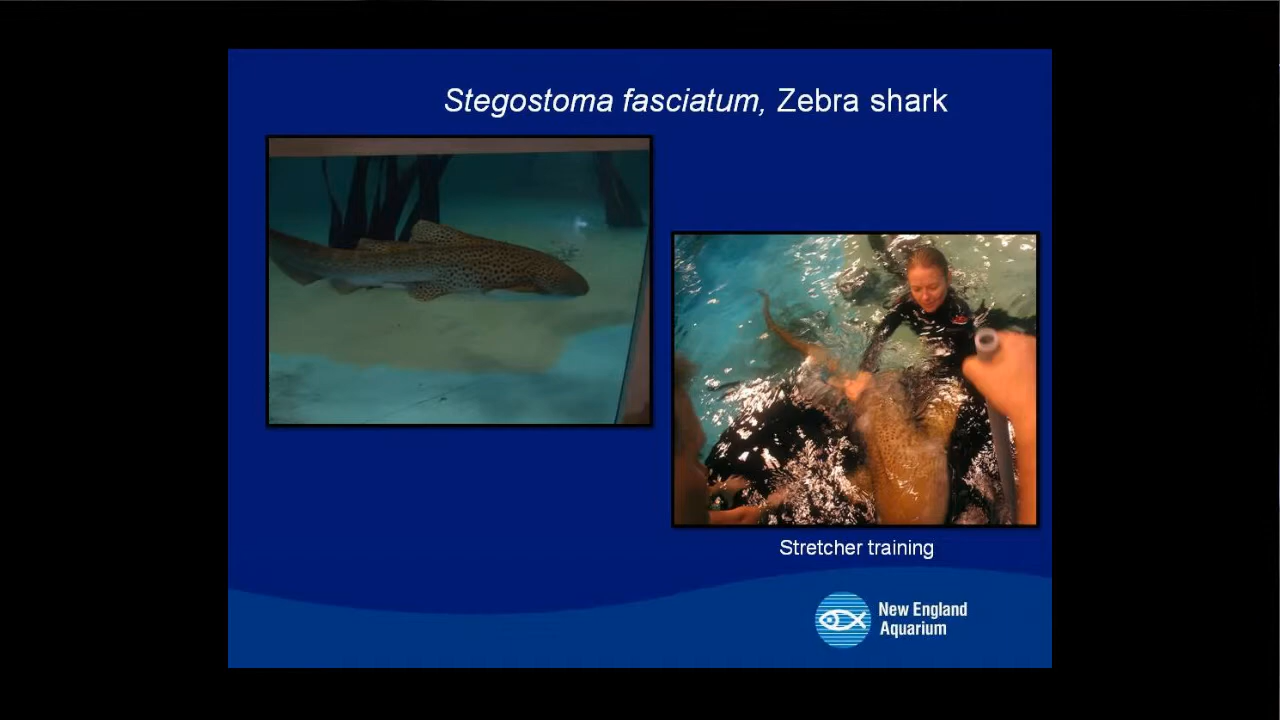 Stegostoma fasciatum, Zebra shark
Stretcher training
New England
Aquarium